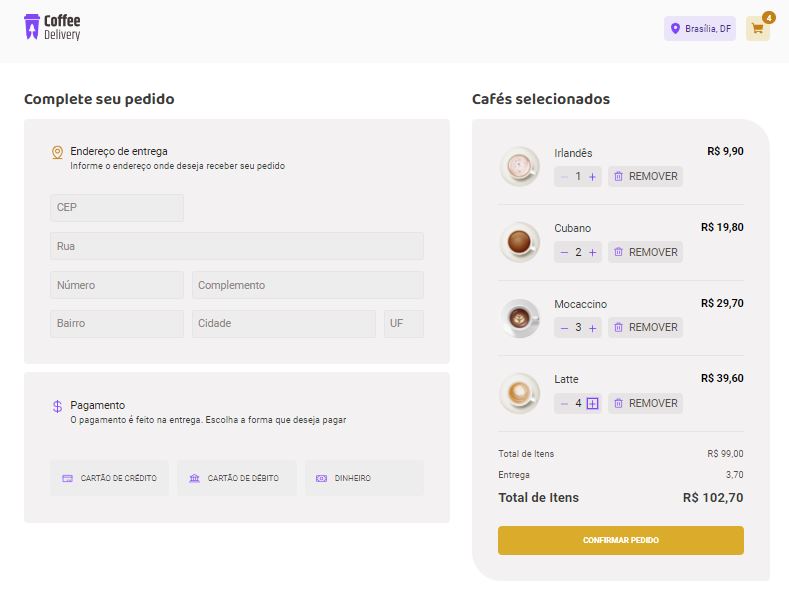 Coffee
Delivery
Brasília, DF
4
Complete seu pedido
Endereço de entrega
Informe o endereço onde deseja receber seu pedido
CEP
Rua
Número Complemento
Bairro Cidade UF
Pagamento
O pagamento é feito na entrega. Escolha a forma que deseja pagar
CARTÃO DE CRÉDITO CARTÃO DE DÉBITO DINHEIRO
Cafés selecionados
Irlandês R$ 9,90
− 1 + REMOVER
Cubano R$ 19,80
− 2 + REMOVER
Mocaccino R$ 29,70
− 3 + REMOVER
Latte R$ 39,60
− 4 + REMOVER
Total de Itens R$ 99,00
Entrega 3,70
Total de Itens R$ 102,70
CONFIRMAR PEDIDO